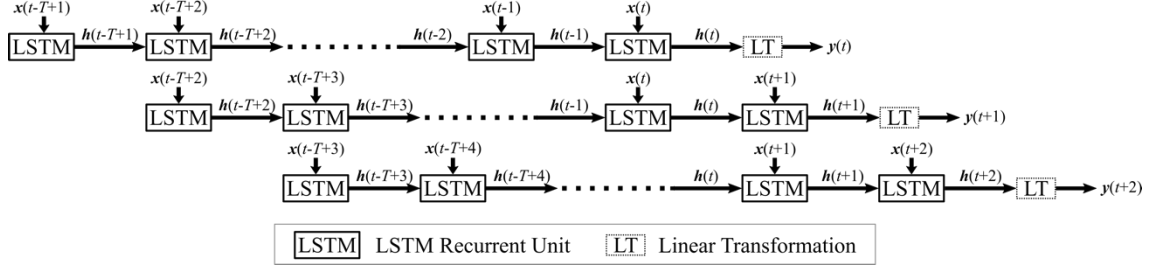 x(t-T+1) x(t-T+2) x(t-1) x(t)
LSTM h(t-T+1) LSTM h(t-T+2) h(t-2) LSTM h(t-1) LSTM h(t) LT y(t)
x(t-T+2) x(t-T+3) x(t) x(t+1)
LSTM h(t-T+2) LSTM h(t-T+3) h(t-1) LSTM h(t) LSTM h(t+1) LT y(t+1)
x(t-T+3) x(t-T+4) x(t+1) x(t+2)
LSTM h(t-T+3) LSTM h(t-T+4) h(t) LSTM h(t+1) LSTM h(t+2) LT y(t+2)
LSTM LSTM Recurrent Unit LT Linear Transformation